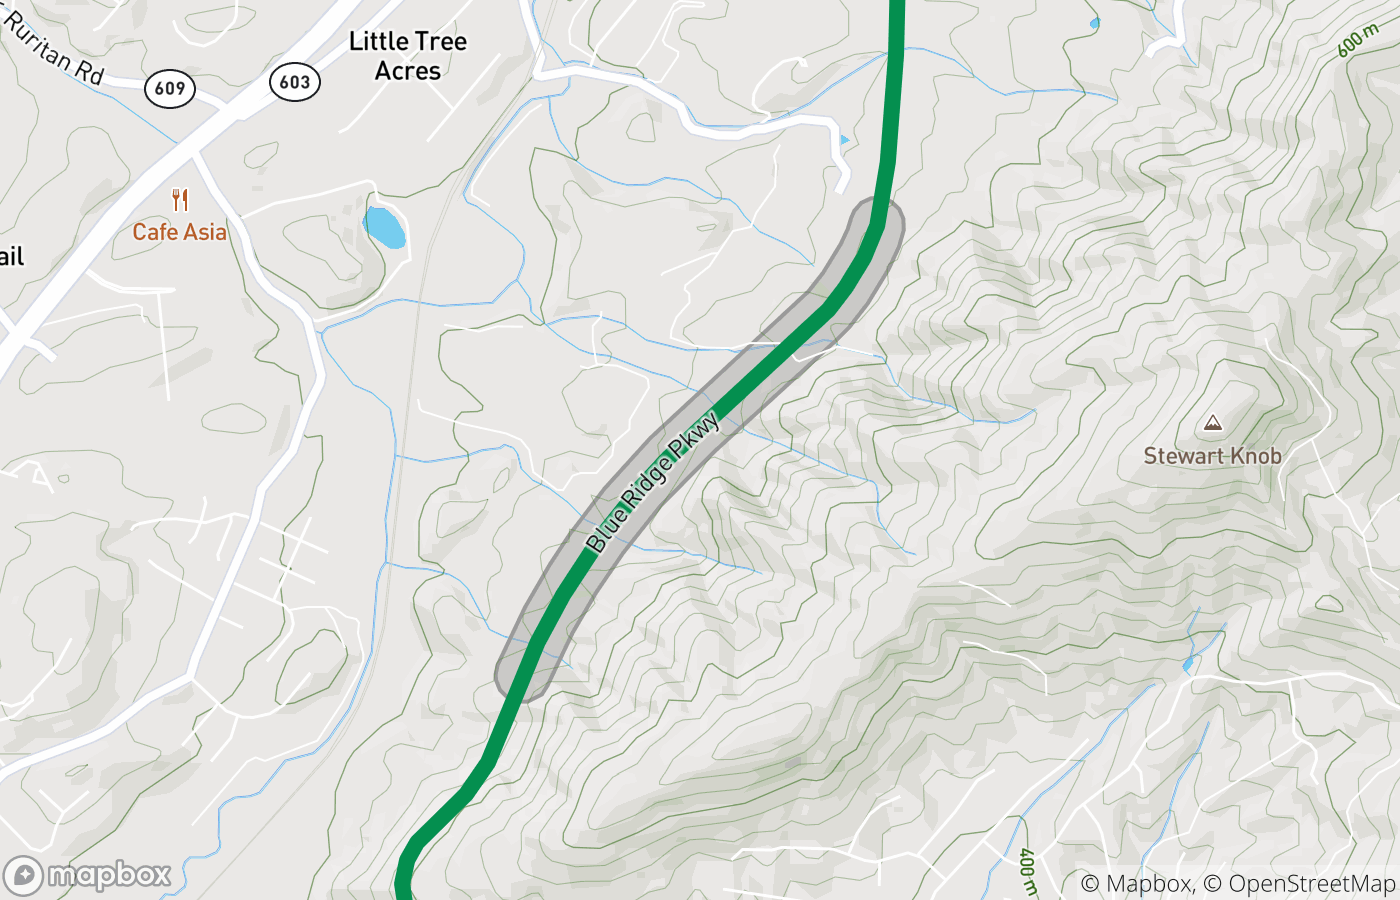 Ruritan Rd
609
603
Little Tree
Acres
600 m
Cafe Asia
ail
Stewart Knob
Blue Ridge Pkwy
400 m
mapbox
© Mapbox, © OpenStreetMap